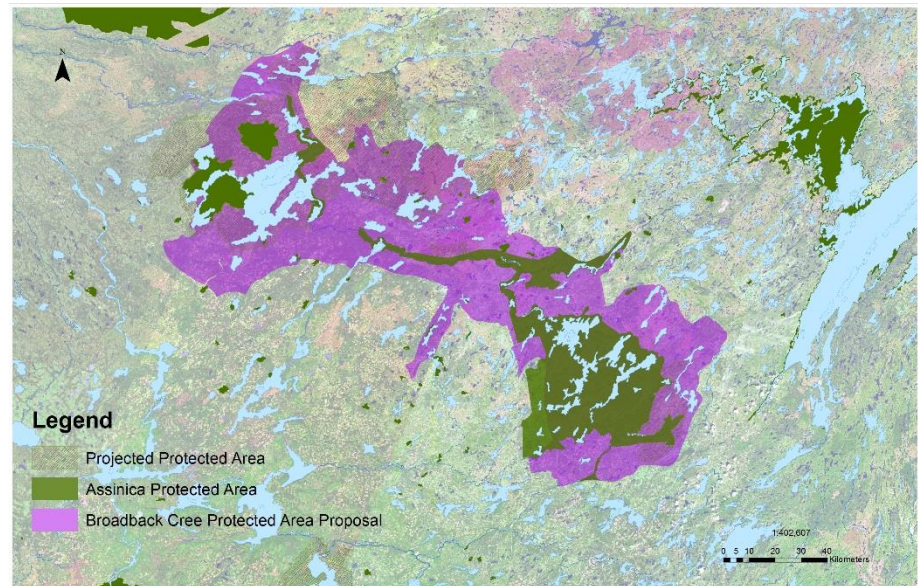 N
Legend
Projected Protected Area
Assinica Protected Area
Broadback Cree Protected Area Proposal
1:402,607
0 5 10 20 30 40
Kilometers